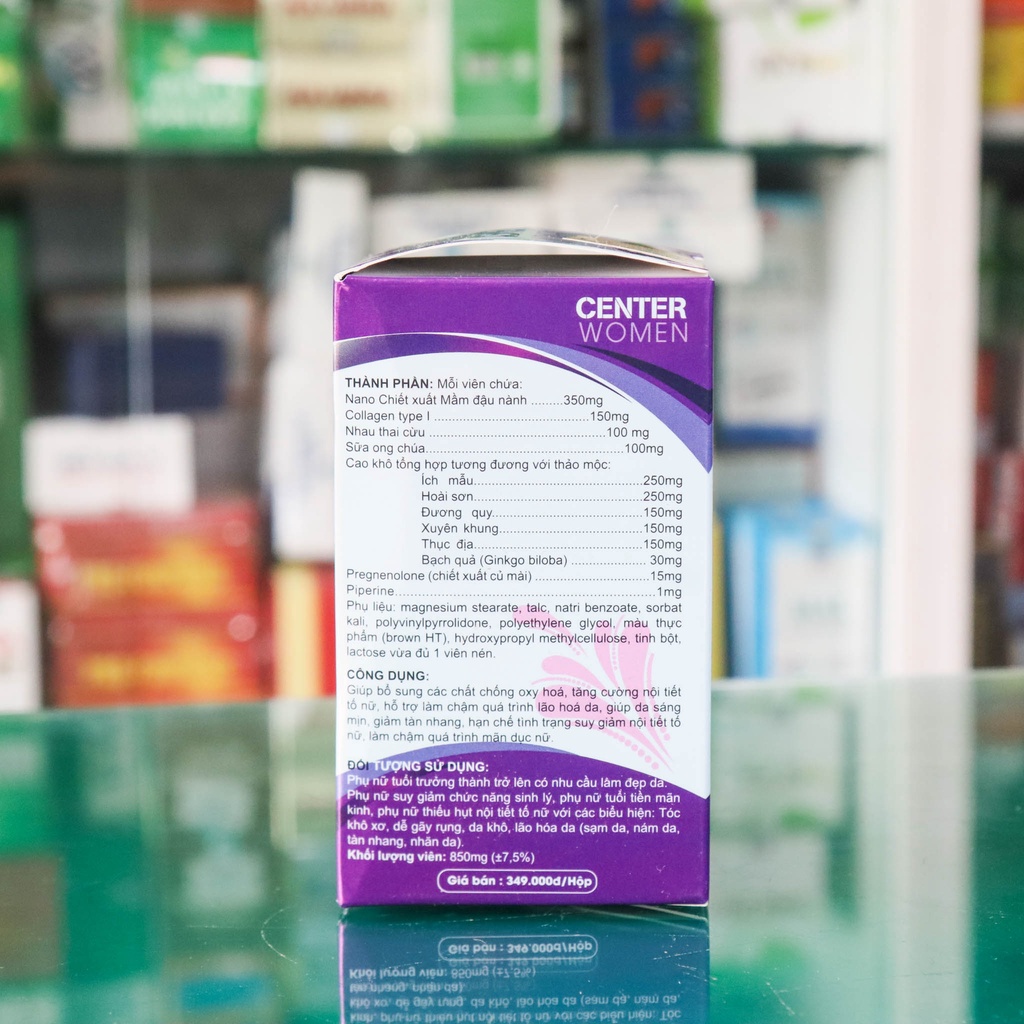 CENTER
WOMEN
THÀNH PHẦN: Mỗi viên chứa:
Nano Chiết xuất Mầm đậu nành .........350mg
Collagen type I ............................................150mg
Nhau thai cừu .................................................100 mg
Sữa ong chúa.......................................................100mg
Cao khô tổng hợp tương đương với thảo mộc:
Ích mẫu...............................................250mg
Hoài sơn...............................................250mg
Đương quy..........................................150mg
Xuyên khung........................................150mg
Thục địa...............................................150mg
Bạch quả (Ginkgo biloba) ..................... 30mg
Pregnenolone (chiết xuất củ mài) ................................15mg
Piperine........................................................................1mg
Phụ liệu: magnesium stearate, talc, natri benzoate, sorbat
kali, polyvinylpyrrolidone, polyethylene glycol, màu thực
phẩm (brown HT), hydroxypropyl methylcellulose, tinh bột,
lactose vừa đủ 1 viên nén.
CÔNG DỤNG:
Giúp bổ sung các chất chống oxy hoá, tăng cường nội tiết
tố nữ, hỗ trợ làm chậm quá trình lão hoá da, giúp da sáng
mịn, giảm tàn nhang, hạn chế tình trạng suy giảm nội tiết tố
nữ, làm chậm quá trình mãn dục nữ.
ĐỐI TƯỢNG SỬ DỤNG:
Phụ nữ tuổi trưởng thành trở lên có nhu cầu làm đẹp da.
Phụ nữ suy giảm chức năng sinh lý, phụ nữ tuổi tiền mãn
kinh, phụ nữ thiếu hụt nội tiết tố nữ với các biểu hiện: Tóc
khô xơ, dễ gãy rụng, da khô, lão hóa da (sạm da, nám da,
tàn nhang, nhăn da).
Khối lượng viên: 850mg (±7,5%)
Giá bán : 349.000đ/Hộp